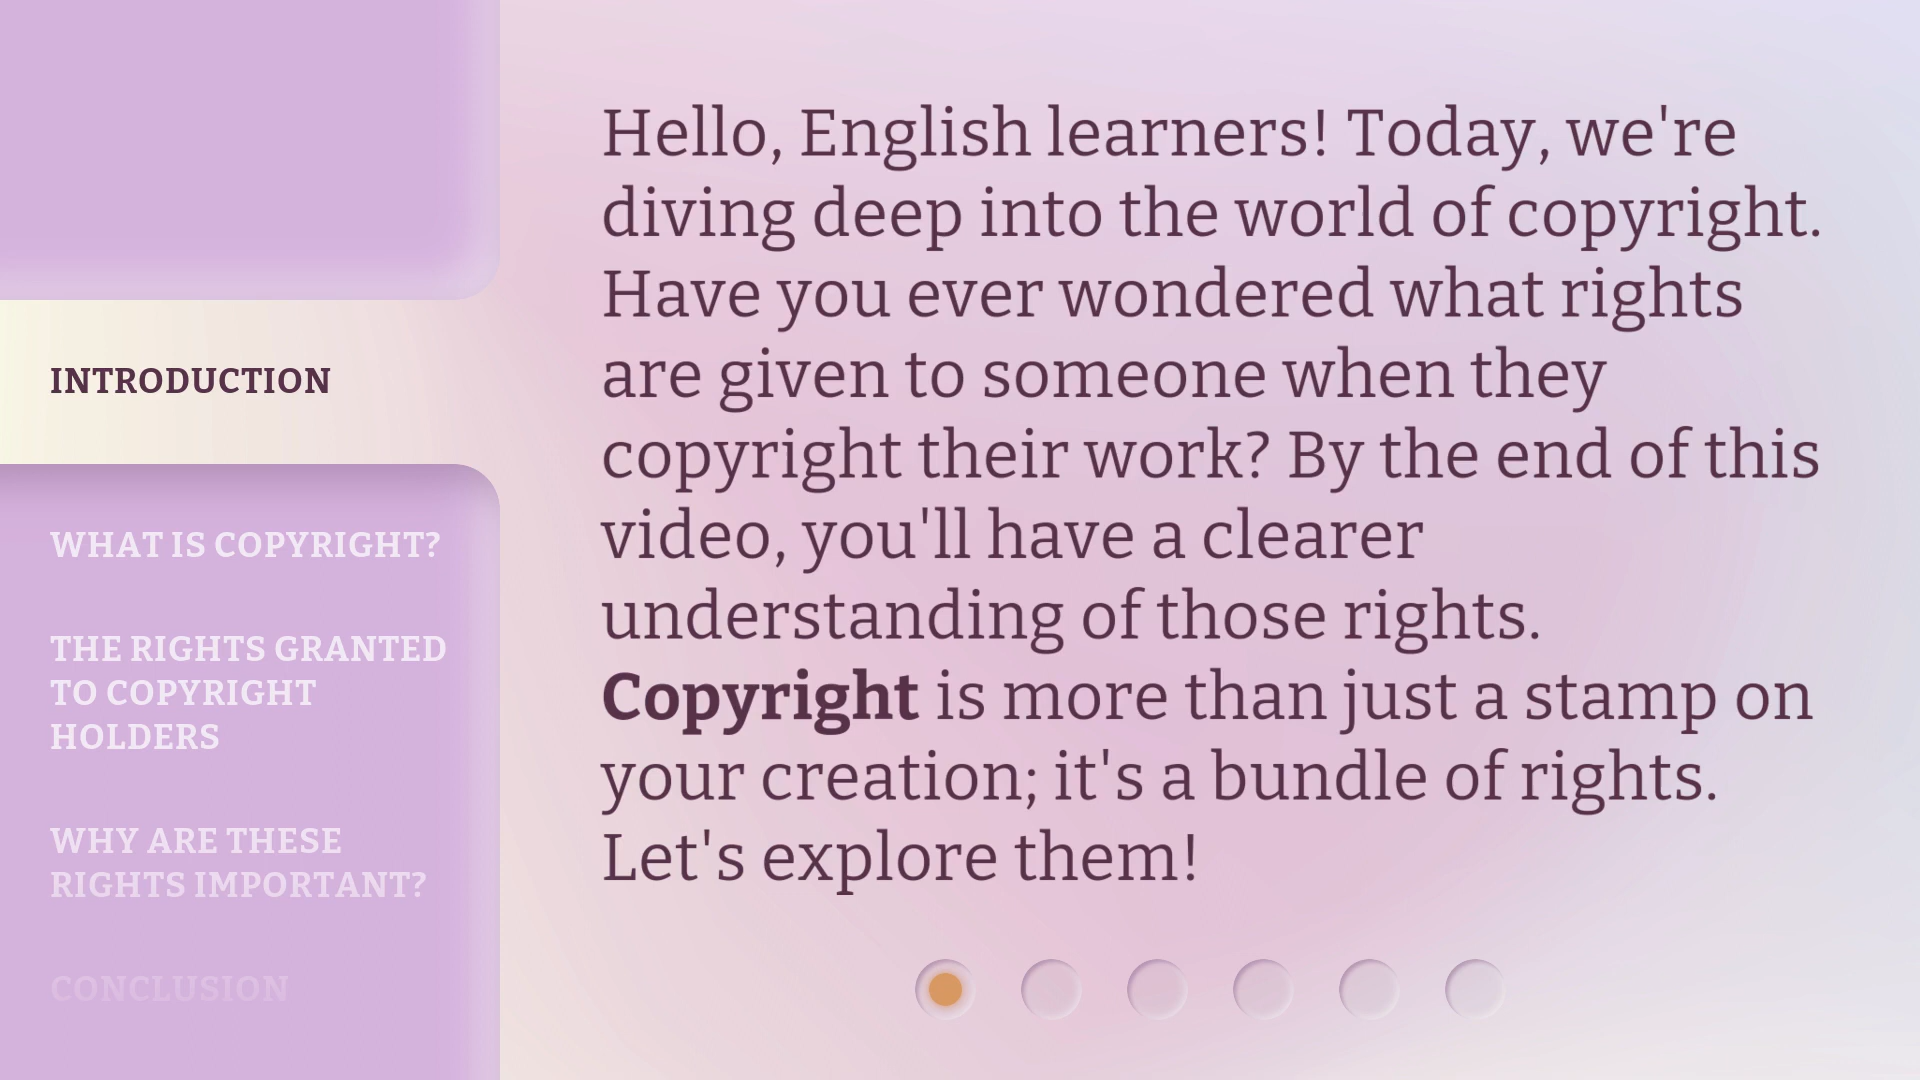 INTRODUCTION
WHAT IS COPYRIGHT?
THE RIGHTS GRANTED
TO COPYRIGHT
HOLDERS
WHY ARE THESE
RIGHTS IMPORTANT?
CONCLUSION
Hello, English learners! Today, we're
diving deep into the world of copyright.
Have you ever wondered what rights
are given to someone when they
copyright their work? By the end of this
video, you'll have a clearer
understanding of those rights.
Copyright is more than just a stamp on
your creation; it's a bundle of rights.
Let's explore them!